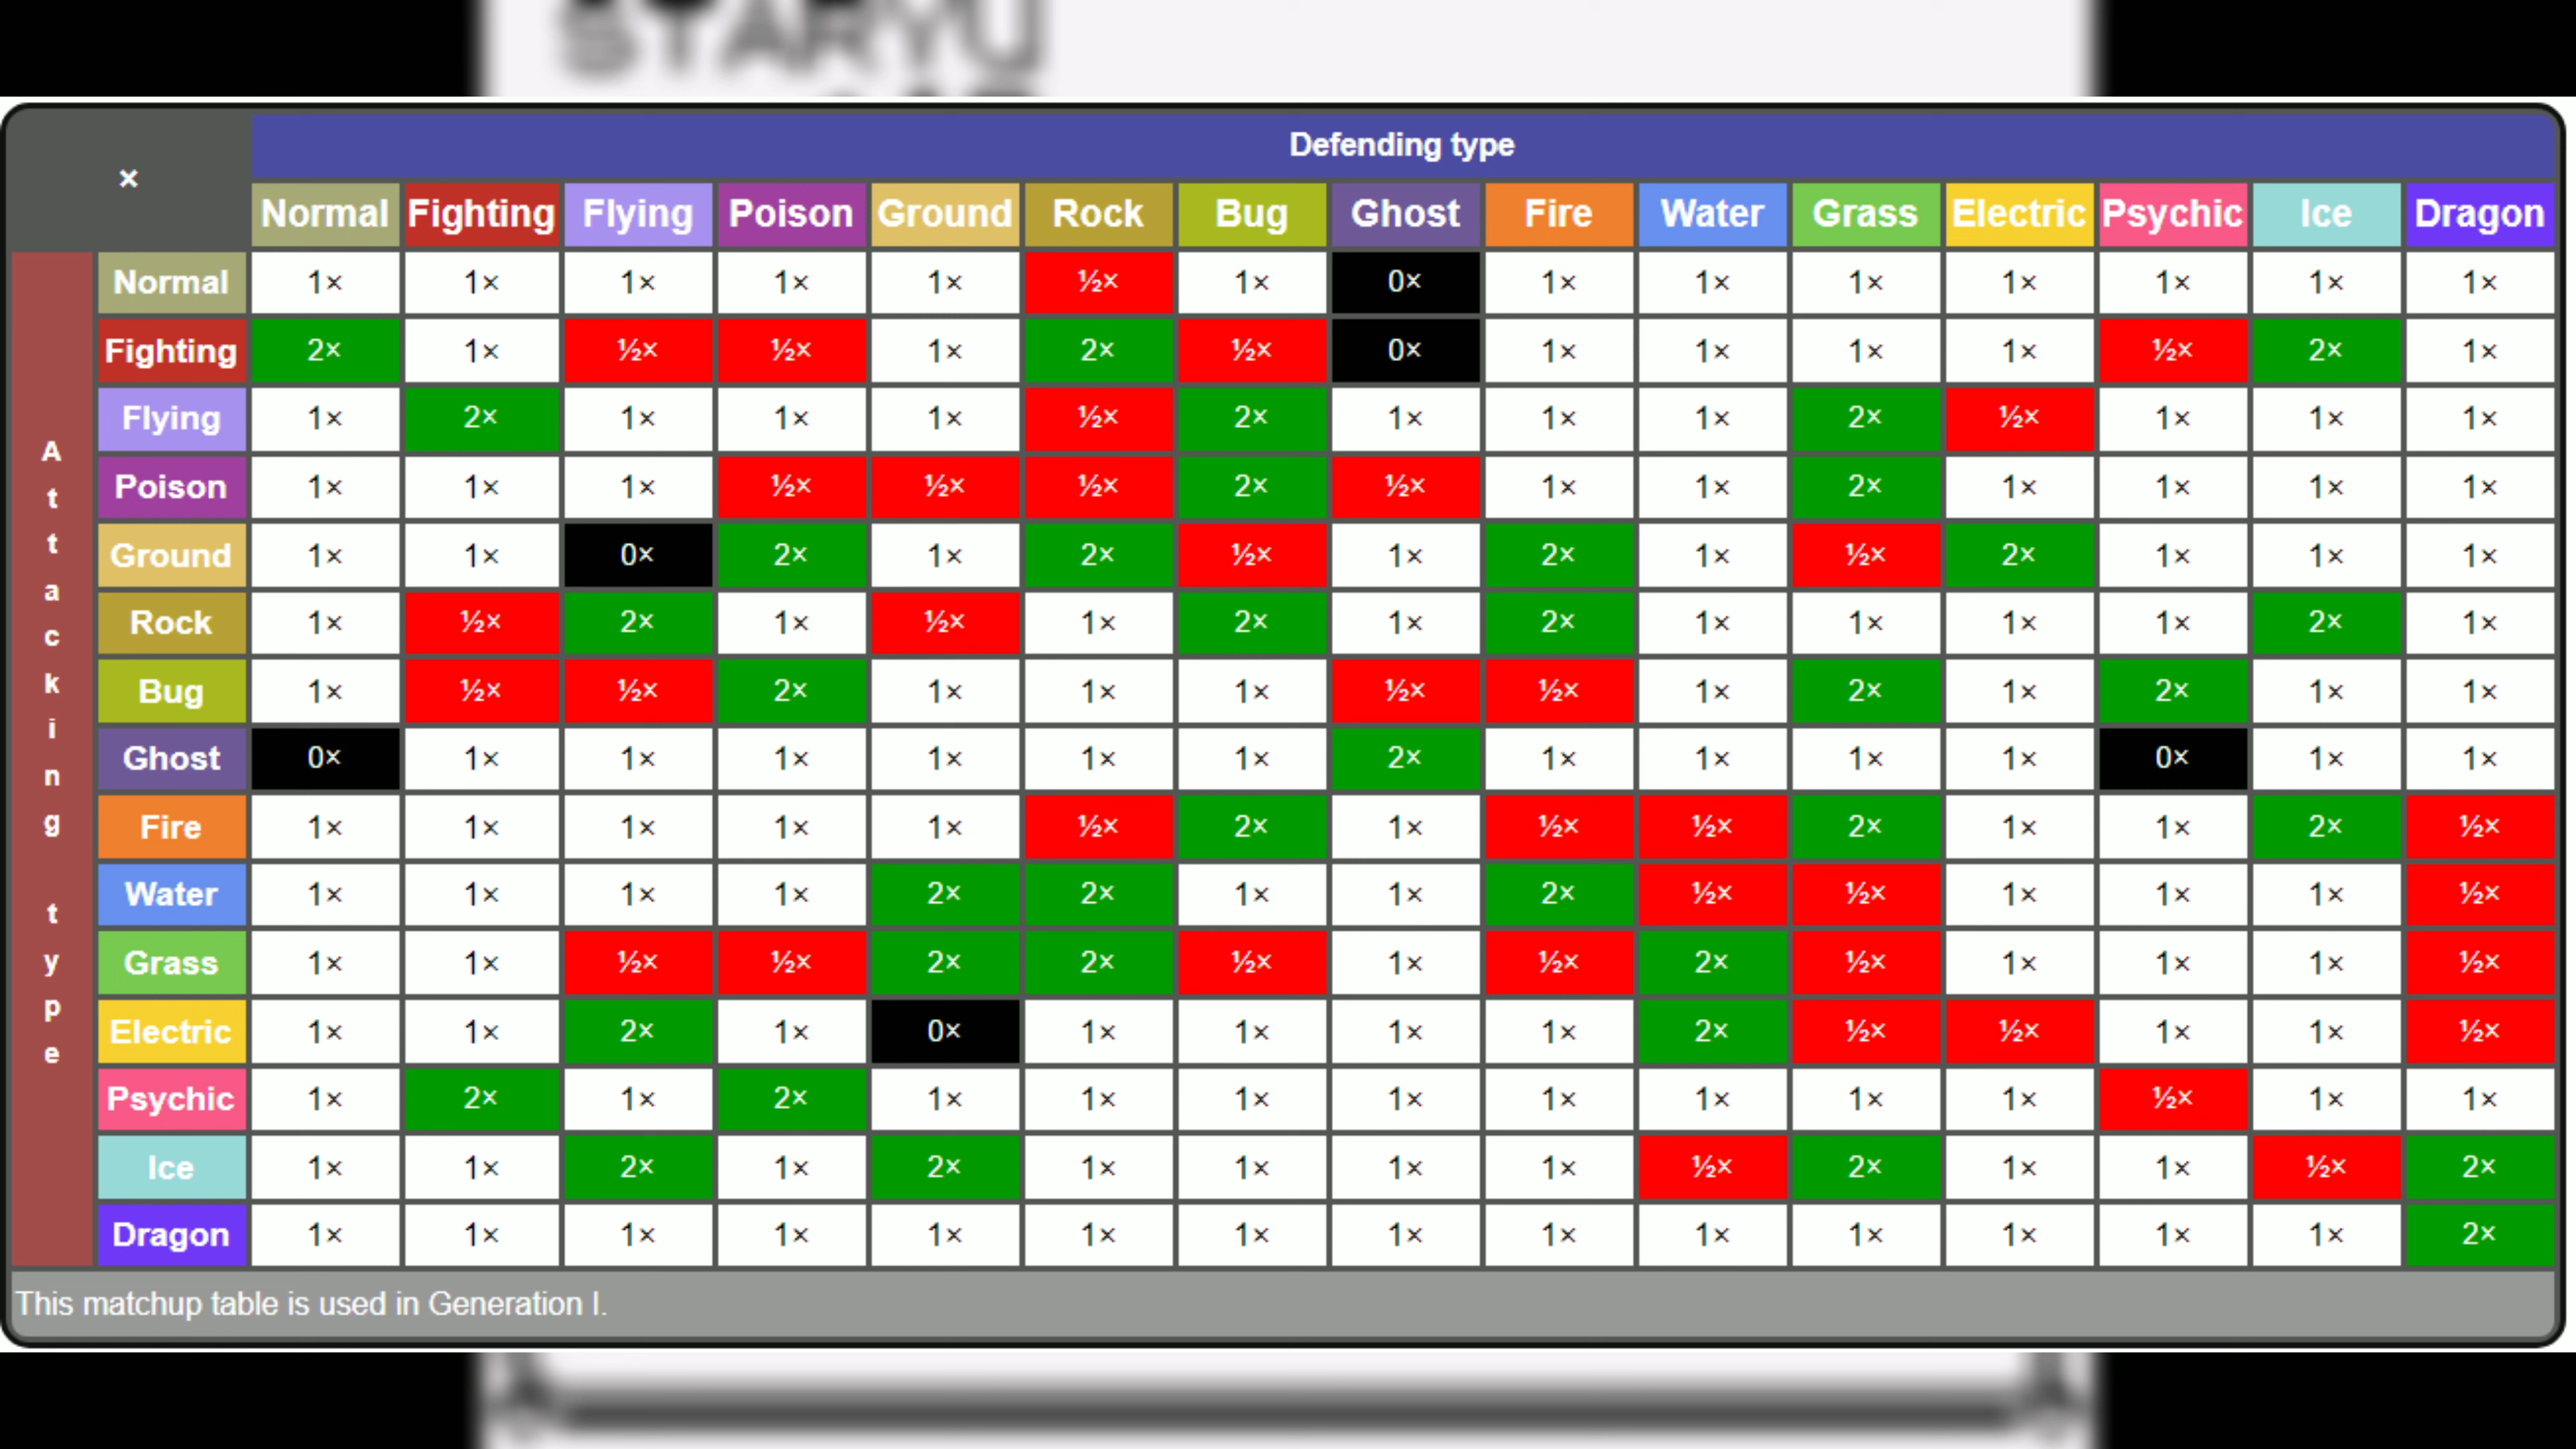 STARYU
×
Defending type
Normal Fighting Flying Poison Ground Rock Bug Ghost Fire Water Grass Electric Psychic Ice Dragon
Attacking type
Normal 1× 1× 1× 1× 1× ½× 1× 0× 1× 1× 1× 1× 1× 1× 1×
Fighting 2× 1× ½× ½× 1× 2× ½× 0× 1× 1× 1× 1× ½× 2× 1×
Flying 1× 2× 1× 1× 1× ½× 2× 1× 1× 1× 2× ½× 1× 1× 1×
Poison 1× 1× 1× ½× ½× ½× 2× ½× 1× 1× 2× 1× 1× 1× 1×
Ground 1× 1× 0× 2× 1× 2× ½× 1× 2× 1× ½× 2× 1× 1× 1×
Rock 1× ½× 2× 1× ½× 1× 2× 1× 2× 1× 1× 1× 1× 2× 1×
Bug 1× ½× ½× 2× 1× 1× 1× ½× ½× 1× 2× 1× 2× 1× 1×
Ghost 0× 1× 1× 1× 1× 1× 1× 2× 1× 1× 1× 1× 0× 1× 1×
Fire 1× 1× 1× 1× 1× ½× 2× 1× ½× ½× 2× 1× 1× 2× ½×
Water 1× 1× 1× 1× 2× 2× 1× 1× 2× ½× ½× 1× 1× 1× ½×
Grass 1× 1× ½× ½× 2× 2× ½× 1× ½× 2× ½× 1× 1× 1× ½×
Electric 1× 1× 2× 1× 0× 1× 1× 1× 1× 2× ½× ½× 1× 1× ½×
Psychic 1× 2× 1× 2× 1× 1× 1× 1× 1× 1× 1× 1× ½× 1× 1×
Ice 1× 1× 2× 1× 2× 1× 1× 1× 1× ½× 2× 1× 1× ½× 2×
Dragon 1× 1× 1× 1× 1× 1× 1× 1× 1× 1× 1× 1× 1× 1× 2×
This matchup table is used in Generation I.